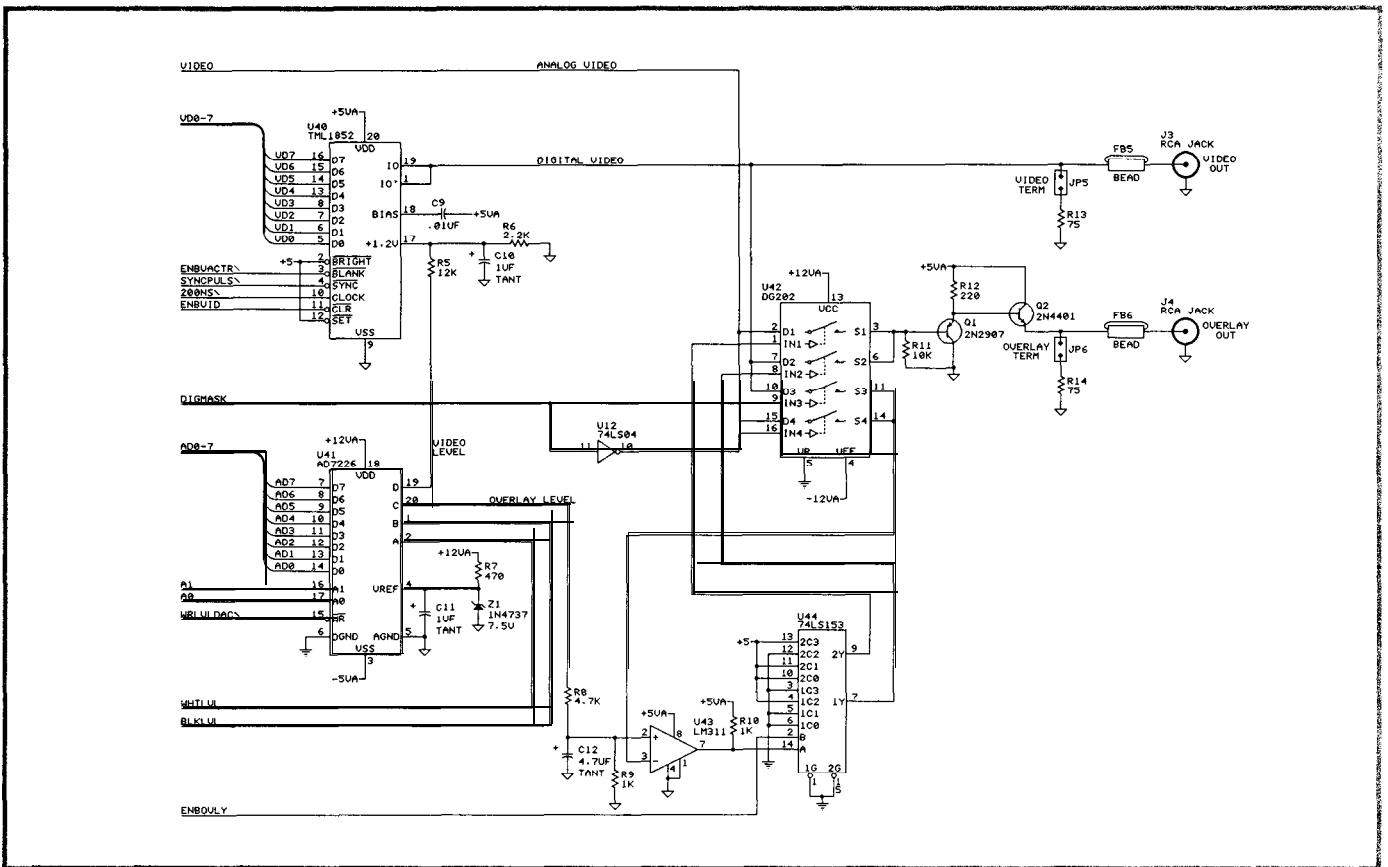 VIDEO
ANALOG VIDEO
VD0-7
+5VA
U40
TML1852
20
VDD
VD7 16 D7
VD6 15 D6
VD5 14 D5
VD4 13 D4
VD3 8 D3
VD2 7 D2
VD1 6 D1
VD0 5 D0
IO 19
IO' 1
BIAS 18
+1.2V 17
DIGITAL VIDEO
C9
.01UF
+5VA
R6
2.2K
+ C10
1UF
TANT
R5
12K
+5 2 BRIGHT
ENBVACTR\ 3 BLANK
SYNCPULS\ 4 SYNC
200NS\ 10 CLOCK
ENBVID 11 CLR
12 SET
VSS
9
J3
RCA JACK
VIDEO
OUT
FB5
BEAD
VIDEO
TERM
JP5
R13
75
+12VA
U42
DG202
13
VCC
2 D1 S1 3
1 IN1
7 D2 S2 6
8 IN2
10 D3 S3 11
9 IN3
15 D4 S4 14
16 IN4
VR VEE
5 4
-12VA
R11
10K
+5VA
R12
220
Q1
2N2907
Q2
2N4401
OVERLAY
TERM
JP6
R14
75
FB6
BEAD
J4
RCA JACK
OVERLAY
OUT
DIGMASK
U12
74LS04
11 10
AD0-7
+12VA
U41
AD7226
18
VDD
VIDEO
LEVEL
AD7 7 D7
AD6 8 D6
AD5 9 D5
AD4 10 D4
AD3 11 D3
AD2 12 D2
AD1 13 D1
AD0 14 D0
D 19
C 20
B 1
A 2
OVERLAY LEVEL
A1 16 A1
A0 17 A0
WRLVLDAC\ 15 WR
6 DGND
VREF 4
AGND 5
VSS
3
-5VA
+12VA
R7
470
+ C11
1UF
TANT
Z1
1N4737
7.5V
WHTLVL
BLKLVL
R8
4.7K
+ C12
4.7UF
TANT
R9
1K
+5VA
8
U43
LM311
2 +
3 -
7
4 1
+5VA
R10
1K
U44
74LS153
+5
13 2C3
12 2C2
11 2C1
10 2C0
3 1C3
4 1C2
5 1C1
6 1C0
2 B
14 A
2Y 9
1Y 7
1G 2G
1 15
ENBOVLY